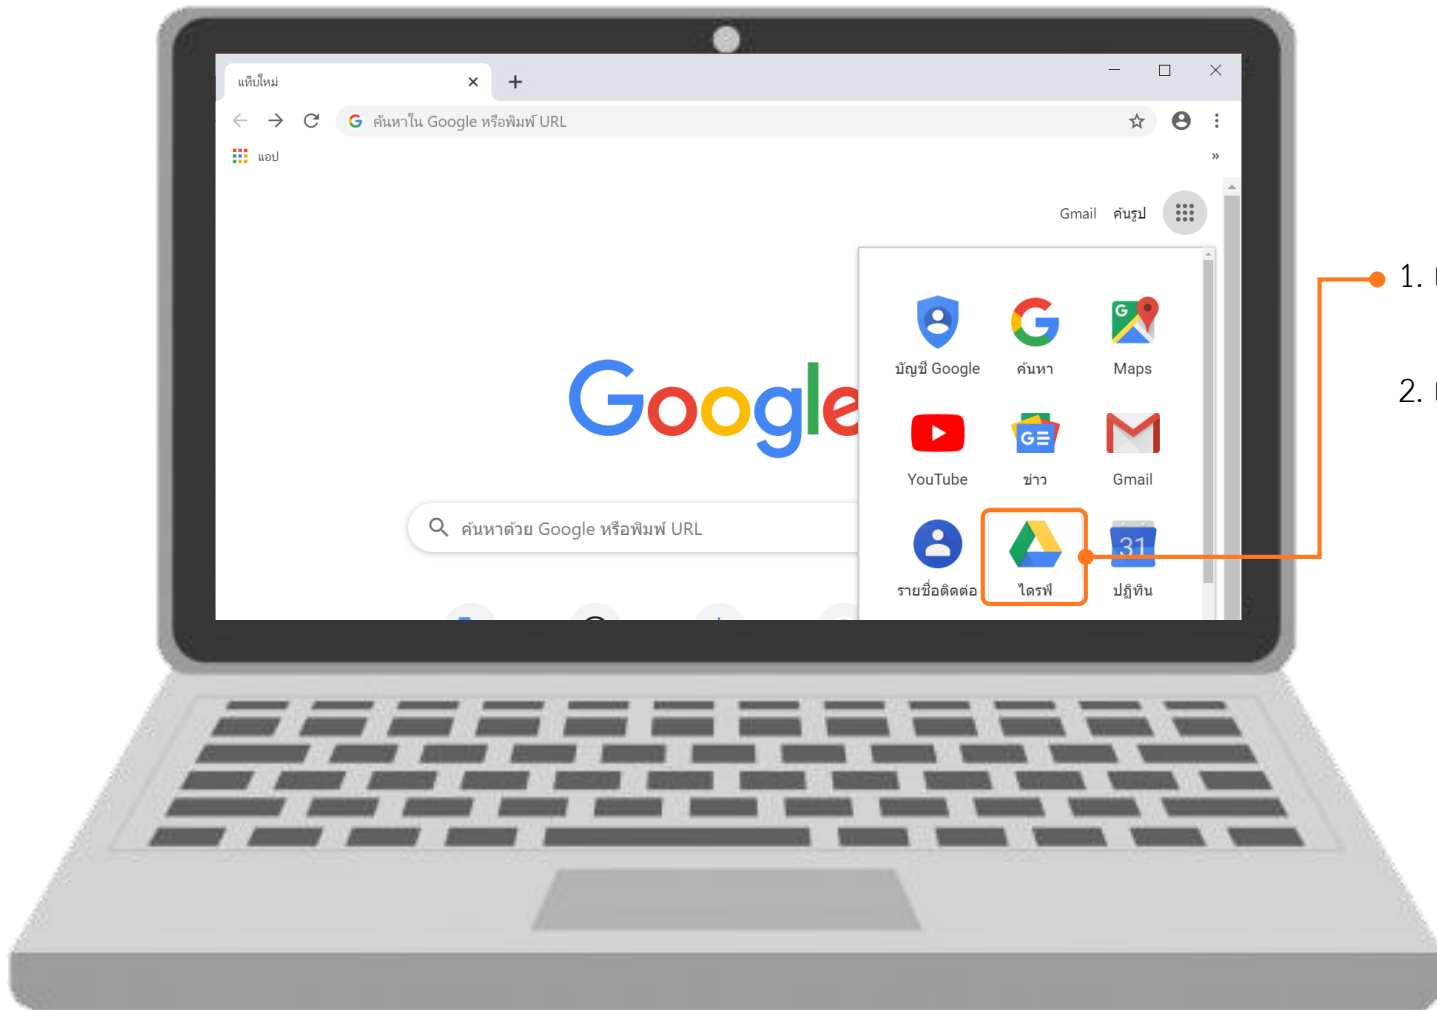 แท็บใหม่
ค้นหาใน Google หรือพิมพ์ URL
แอป
Gmail ค้นรูป
Google
บัญชี Google ค้นหา Maps
YouTube ข่าว Gmail
ค้นหาด้วย Google หรือพิมพ์ URL
31
รายชื่อติดต่อ ไดรฟ์ ปฏิทิน
1.
2.